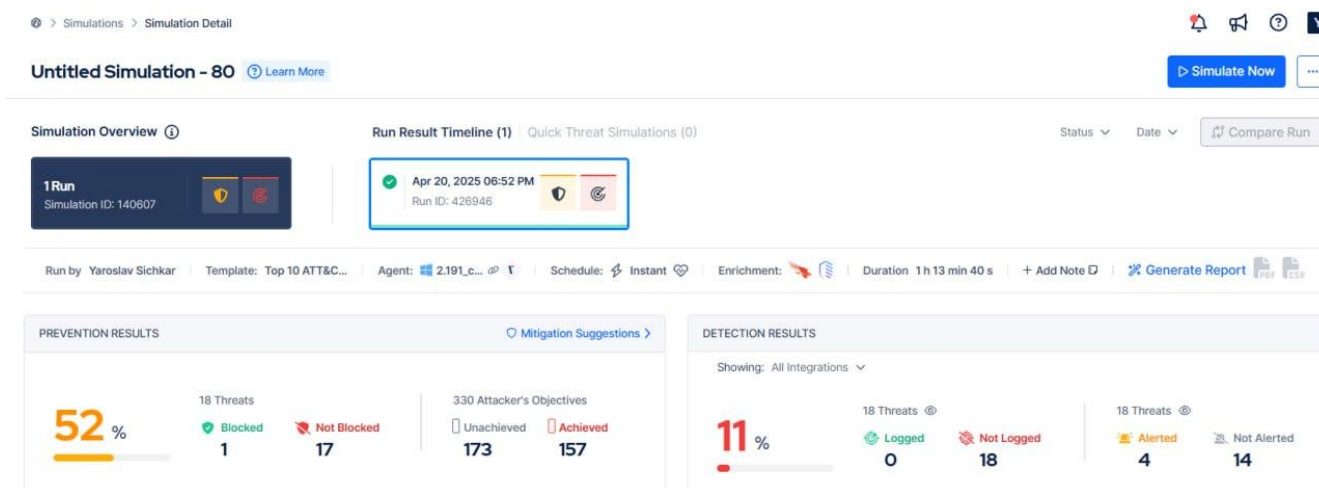 Simulations > Simulation Detail
Untitled Simulation - 80 Learn More
Simulate Now
Simulation Overview
Run Result Timeline (1) Quick Threat Simulations (0)
Status Date Compare Run
1 Run
Simulation ID: 140607
Apr 20, 2025 06:52 PM
Run ID: 426946
Run by Yaroslav Sichkar Template: Top 10 ATT&C... Agent: 2.191_c... Schedule: Instant Enrichment: Duration 1 h 13 min 40 s + Add Note Generate Report PDF CSV
PREVENTION RESULTS Mitigation Suggestions >
52 %
18 Threats
Blocked Not Blocked
1 17
330 Attacker's Objectives
Unachieved Achieved
173 157
DETECTION RESULTS
Showing: All Integrations
11 %
18 Threats
Logged Not Logged
0 18
18 Threats
Alerted Not Alerted
4 14